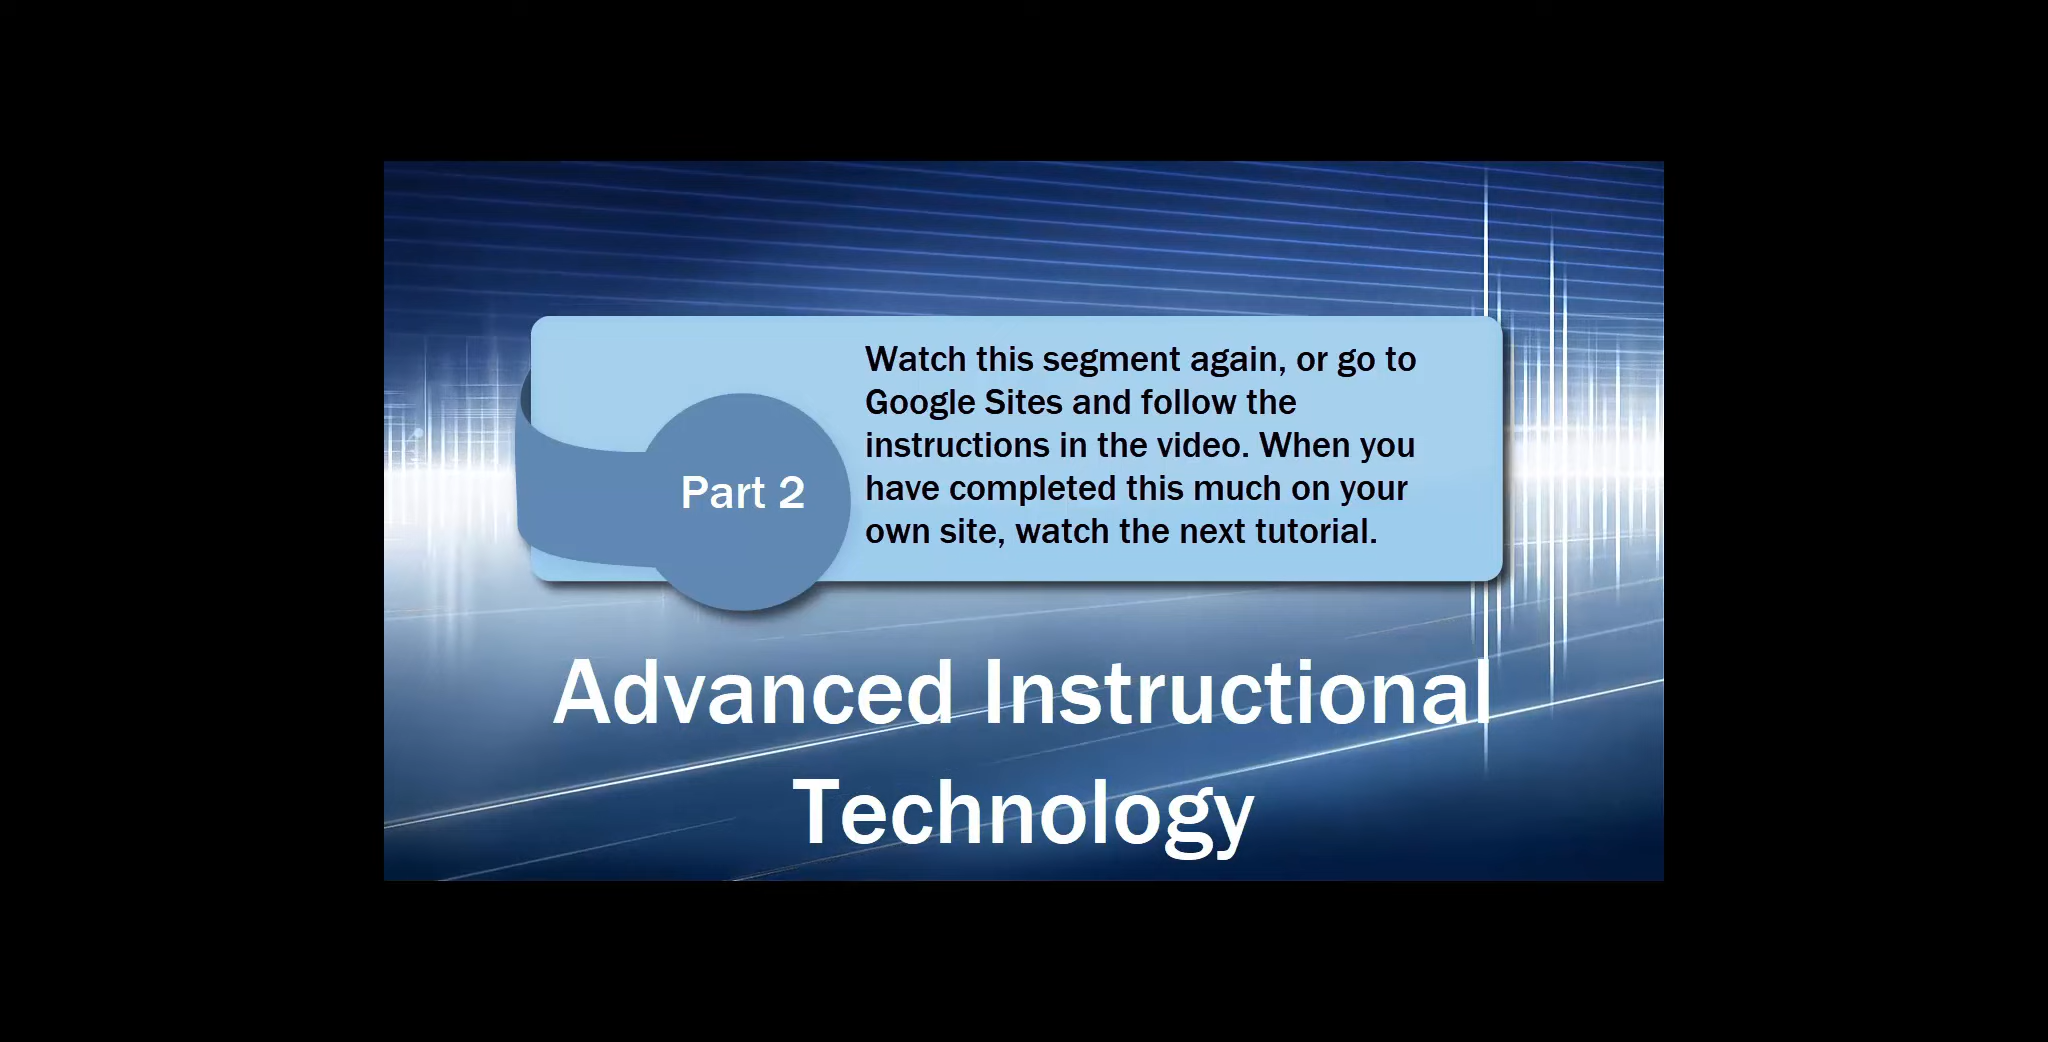 Watch this segment again, or go to
Google Sites and follow the
instructions in the video. When you
have completed this much on your
own site, watch the next tutorial.
Part 2
Advanced Instructional
Technology